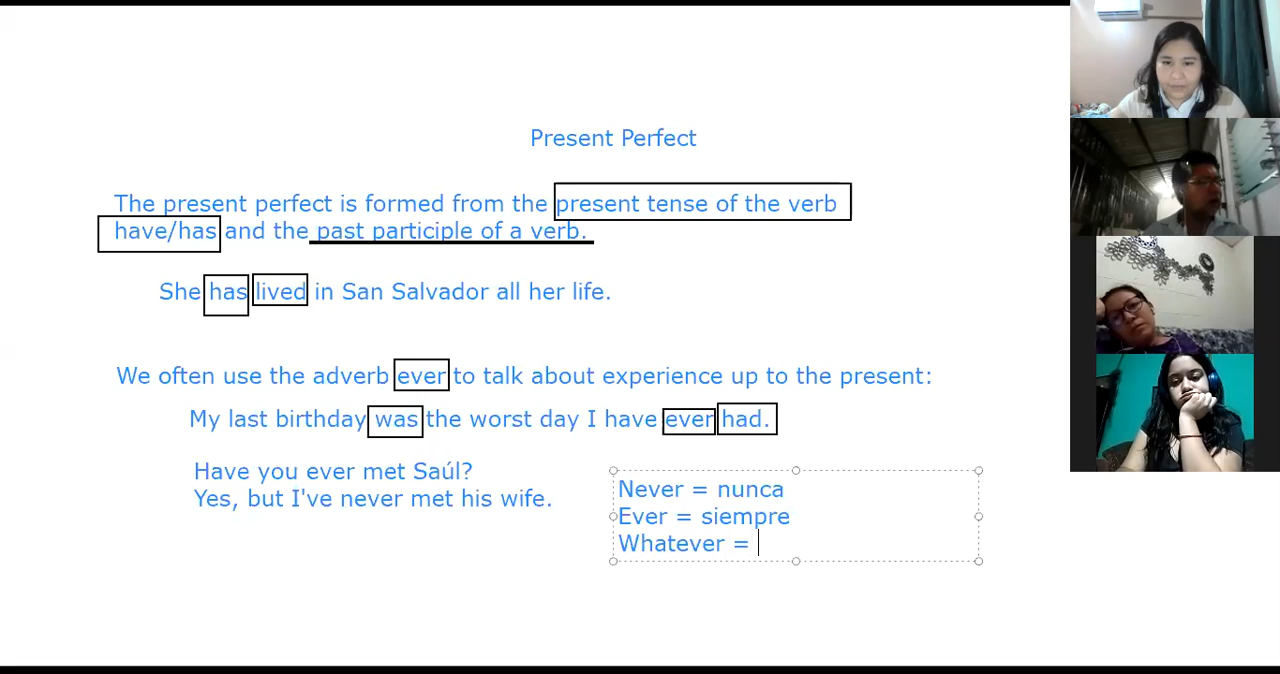 Present Perfect
The present perfect is formed from the present tense of the verb
have/has and the past participle of a verb.
She has lived in San Salvador all her life.
We often use the adverb ever to talk about experience up to the present:
My last birthday was the worst day I have ever had.
Have you ever met Saúl?
Yes, but I've never met his wife.
Never = nunca
Ever = siempre
Whatever =